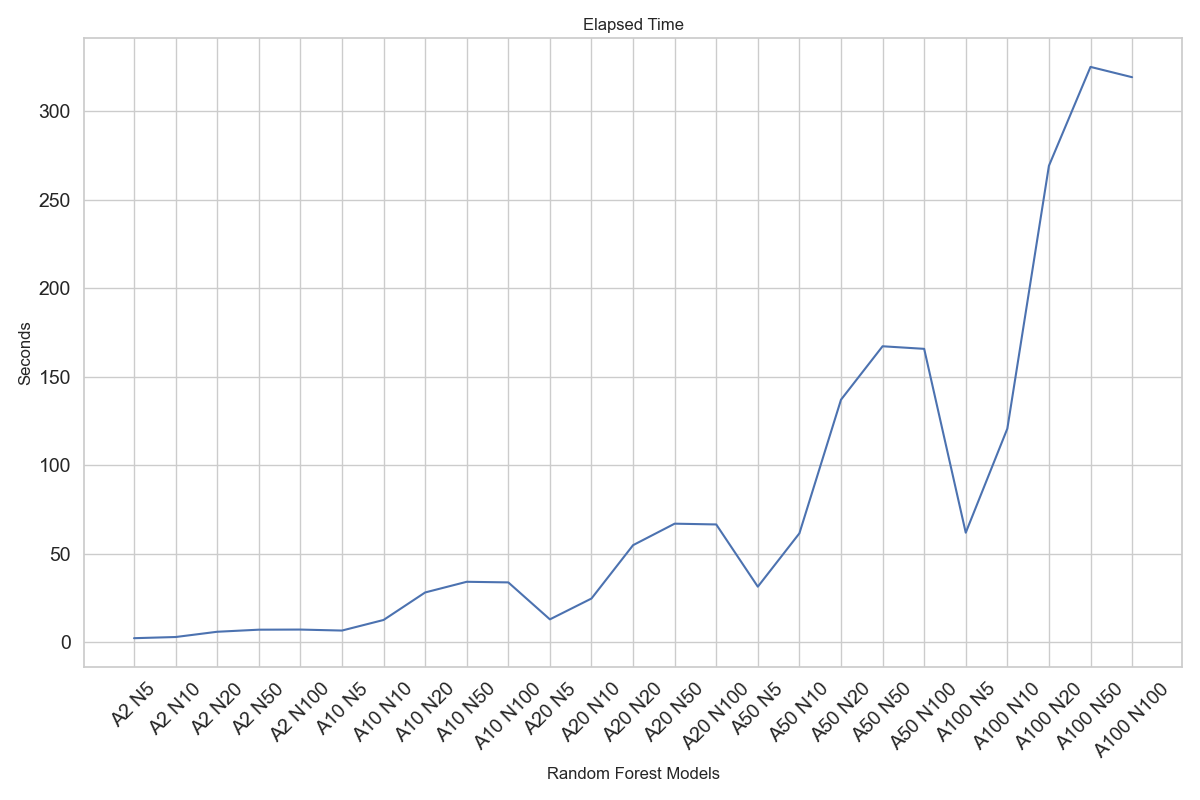 Elapsed Time
300
250
200
150
100
50
0
Seconds
A2 N5
A2 N10
A2 N20
A2 N50
A2 N100
A10 N5
A10 N10
A10 N20
A10 N50
A10 N100
A20 N5
A20 N10
A20 N20
A20 N50
A20 N100
A50 N5
A50 N10
A50 N20
A50 N50
A50 N100
A100 N5
A100 N10
A100 N20
A100 N50
A100 N100
Random Forest Models